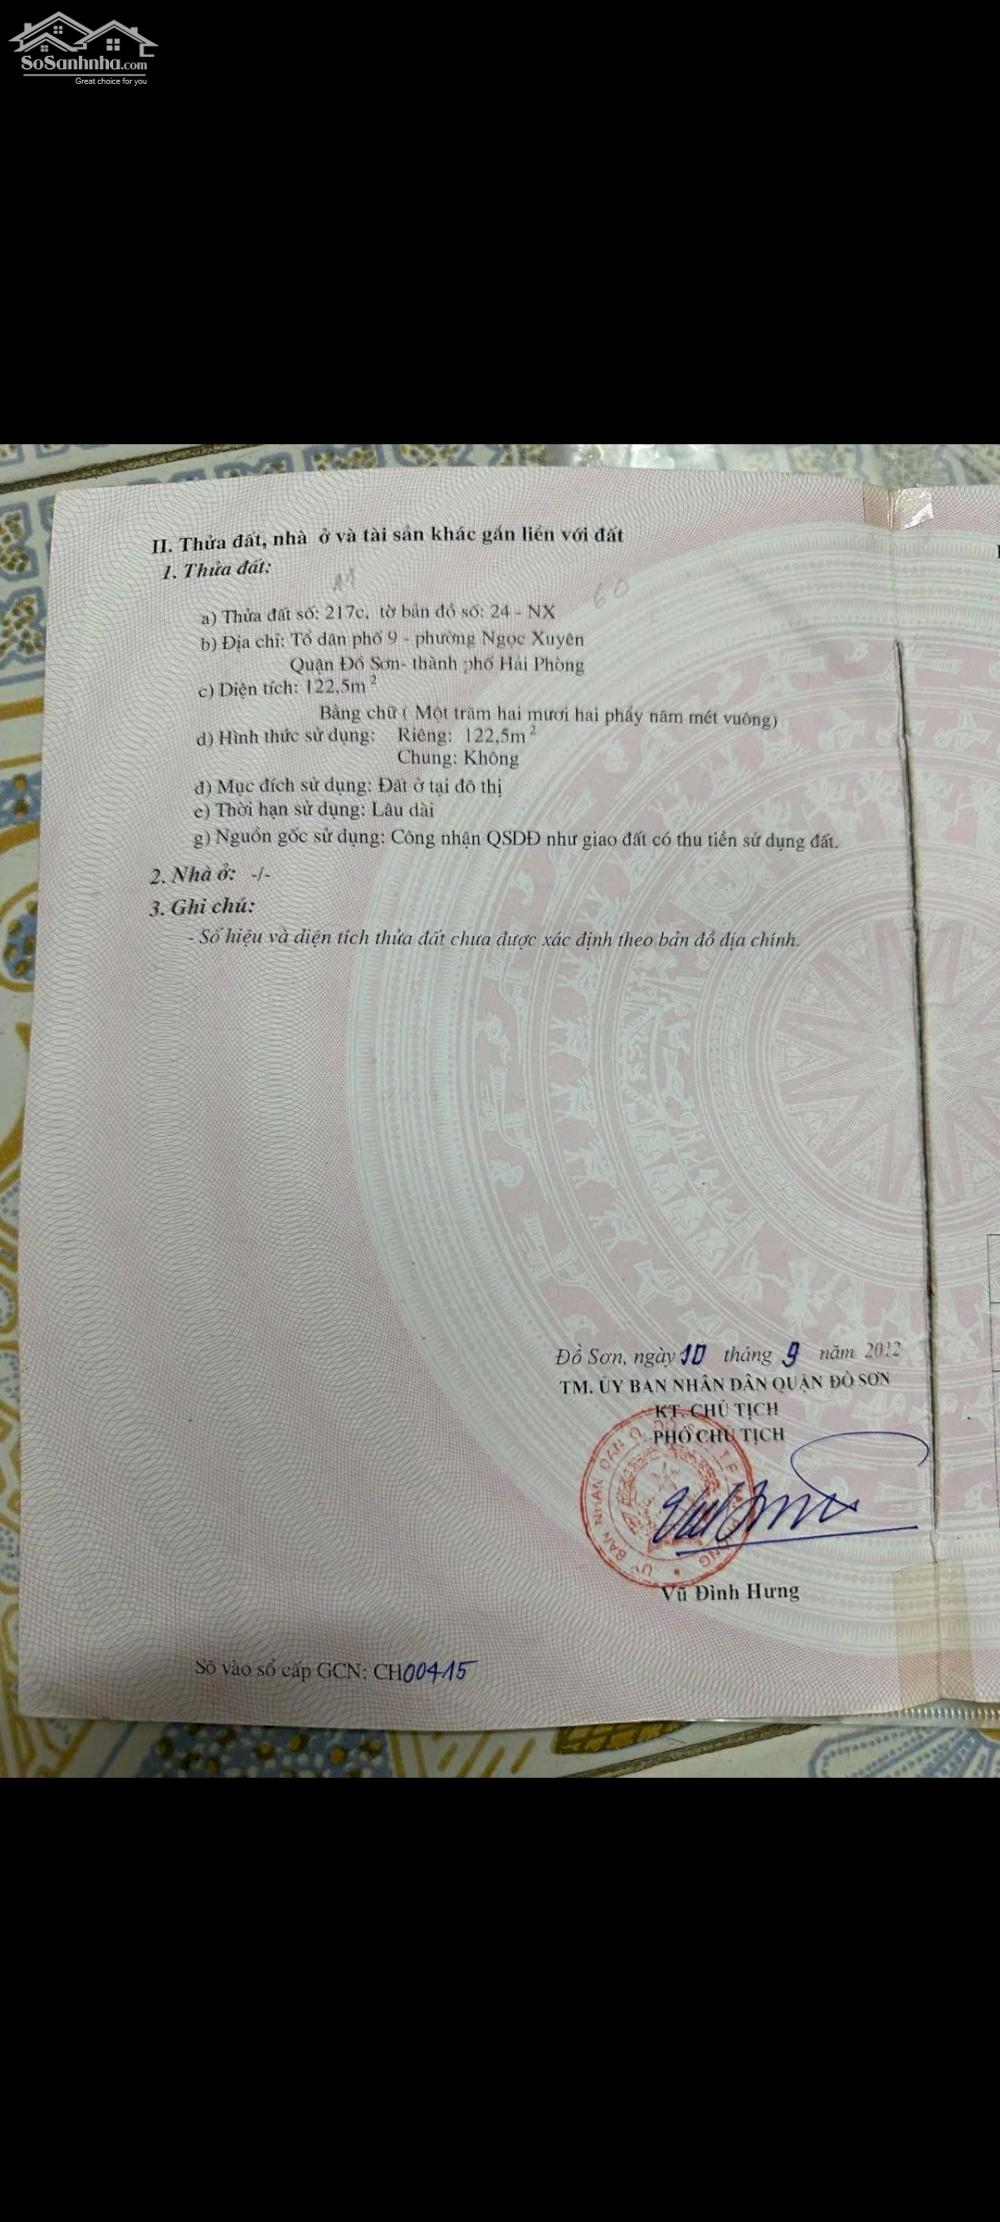 SoSanhnha.com
Great choice for you
II. Thửa đất, nhà ở và tài sản khác gắn liền với đất
1. Thửa đất:
11
60
a) Thửa đất số: 217c, tờ bản đồ số: 24 - NX
b) Địa chỉ: Tổ dân phố 9 - phường Ngọc Xuyên
Quận Đồ Sơn- thành phố Hải Phòng
c) Diện tích: 122,5m²
Bằng chữ ( Một trăm hai mươi hai phẩy năm mét vuông)
d) Hình thức sử dụng: Riêng: 122,5m²
Chung: Không
đ) Mục đích sử dụng: Đất ở tại đô thị
e) Thời hạn sử dụng: Lâu dài
g) Nguồn gốc sử dụng: Công nhận QSDĐ như giao đất có thu tiền sử dụng đất.
2. Nhà ở: -/-
3. Ghi chú:
- Số hiệu và diện tích thửa đất chưa được xác định theo bản đồ địa chính.
Đồ Sơn, ngày 10 tháng 9 năm 2012
TM. ỦY BAN NHÂN DÂN QUẬN ĐỒ SƠN
KT. CHỦ TỊCH
PHÓ CHỦ TỊCH
Vũ Đình Hưng
Số vào sổ cấp GCN: CH00415